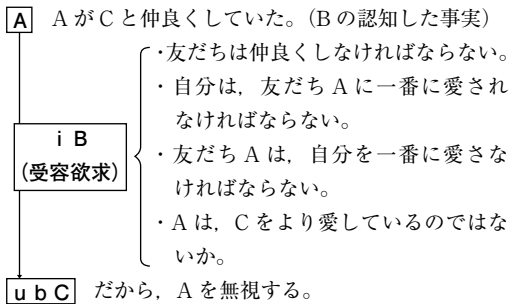 A　AがCと仲良くしていた。（Bの認知した事実）
・友だちは仲良くしなければならない。
・自分は，友だちAに一番に愛され
なければならない。
iB
（受容欲求）
・友だちAは，自分を一番に愛さな
ければならない。
・Aは，Cをより愛しているのではな
いか。
ubC　だから，Aを無視する。